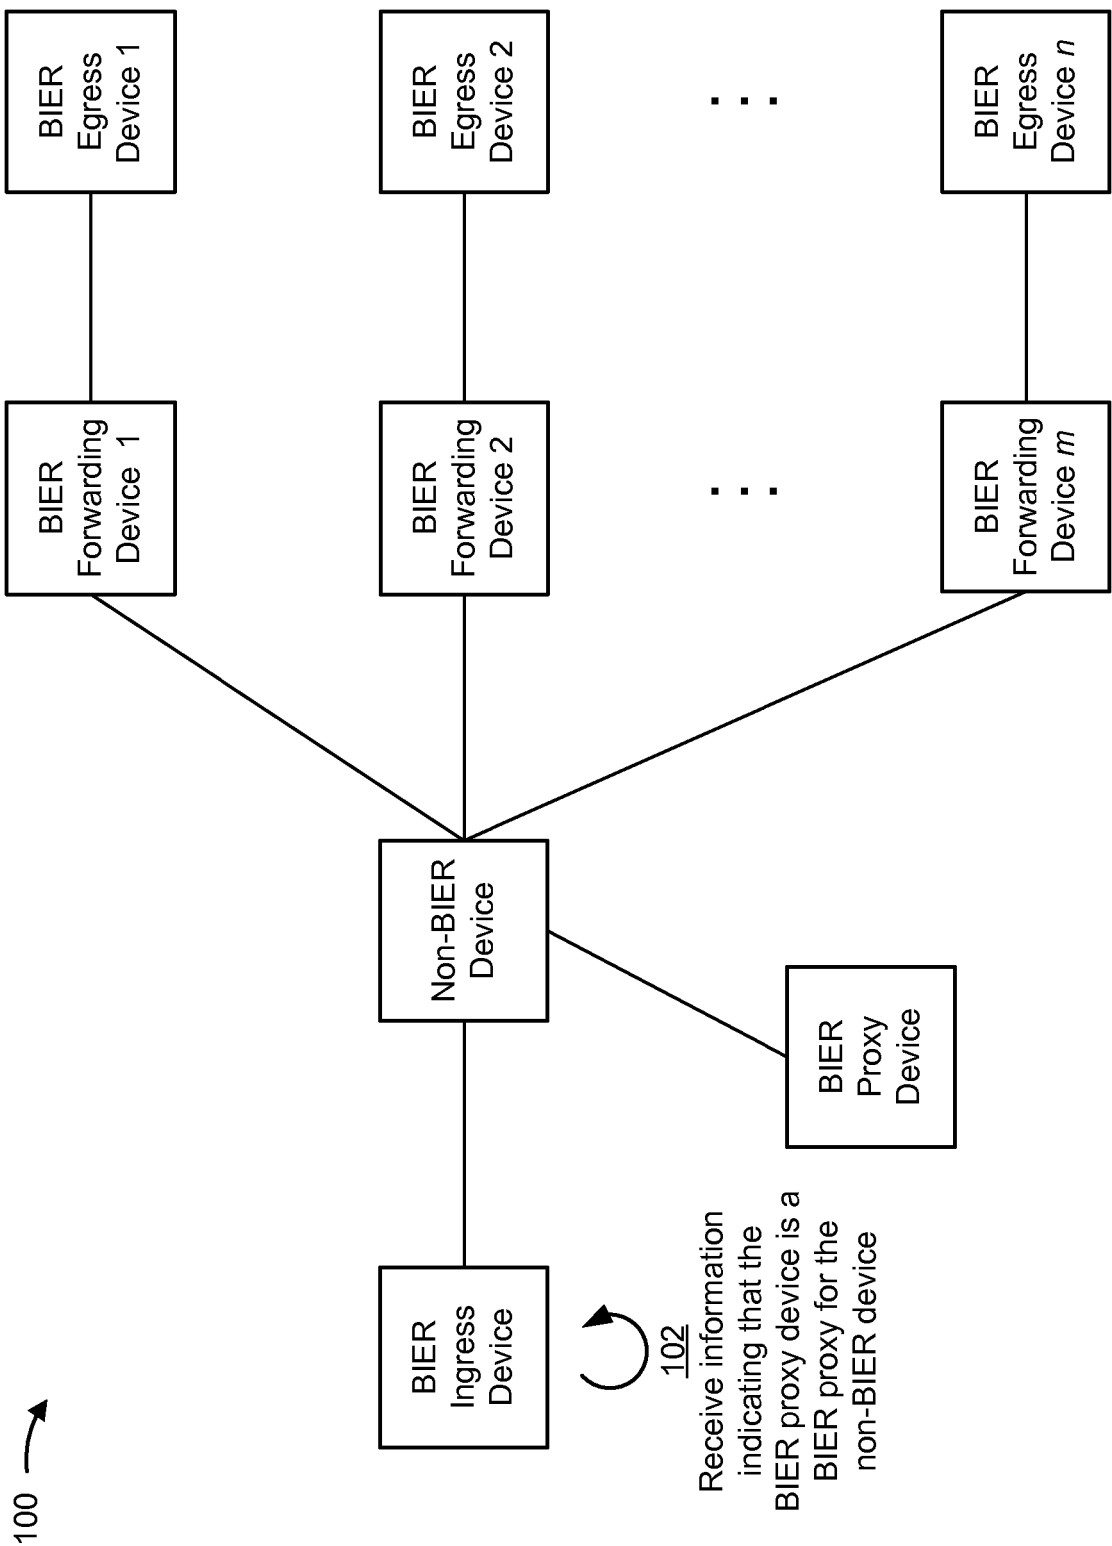 100
BIER
Ingress
Device
102
Receive information
indicating that the
BIER proxy device is a
BIER proxy for the
non-BIER device
Non-BIER
Device
BIER
Proxy
Device
BIER
Forwarding
Device 1
BIER
Forwarding
Device 2
. . .
BIER
Forwarding
Device m
BIER
Egress
Device 1
BIER
Egress
Device 2
. . .
BIER
Egress
Device n